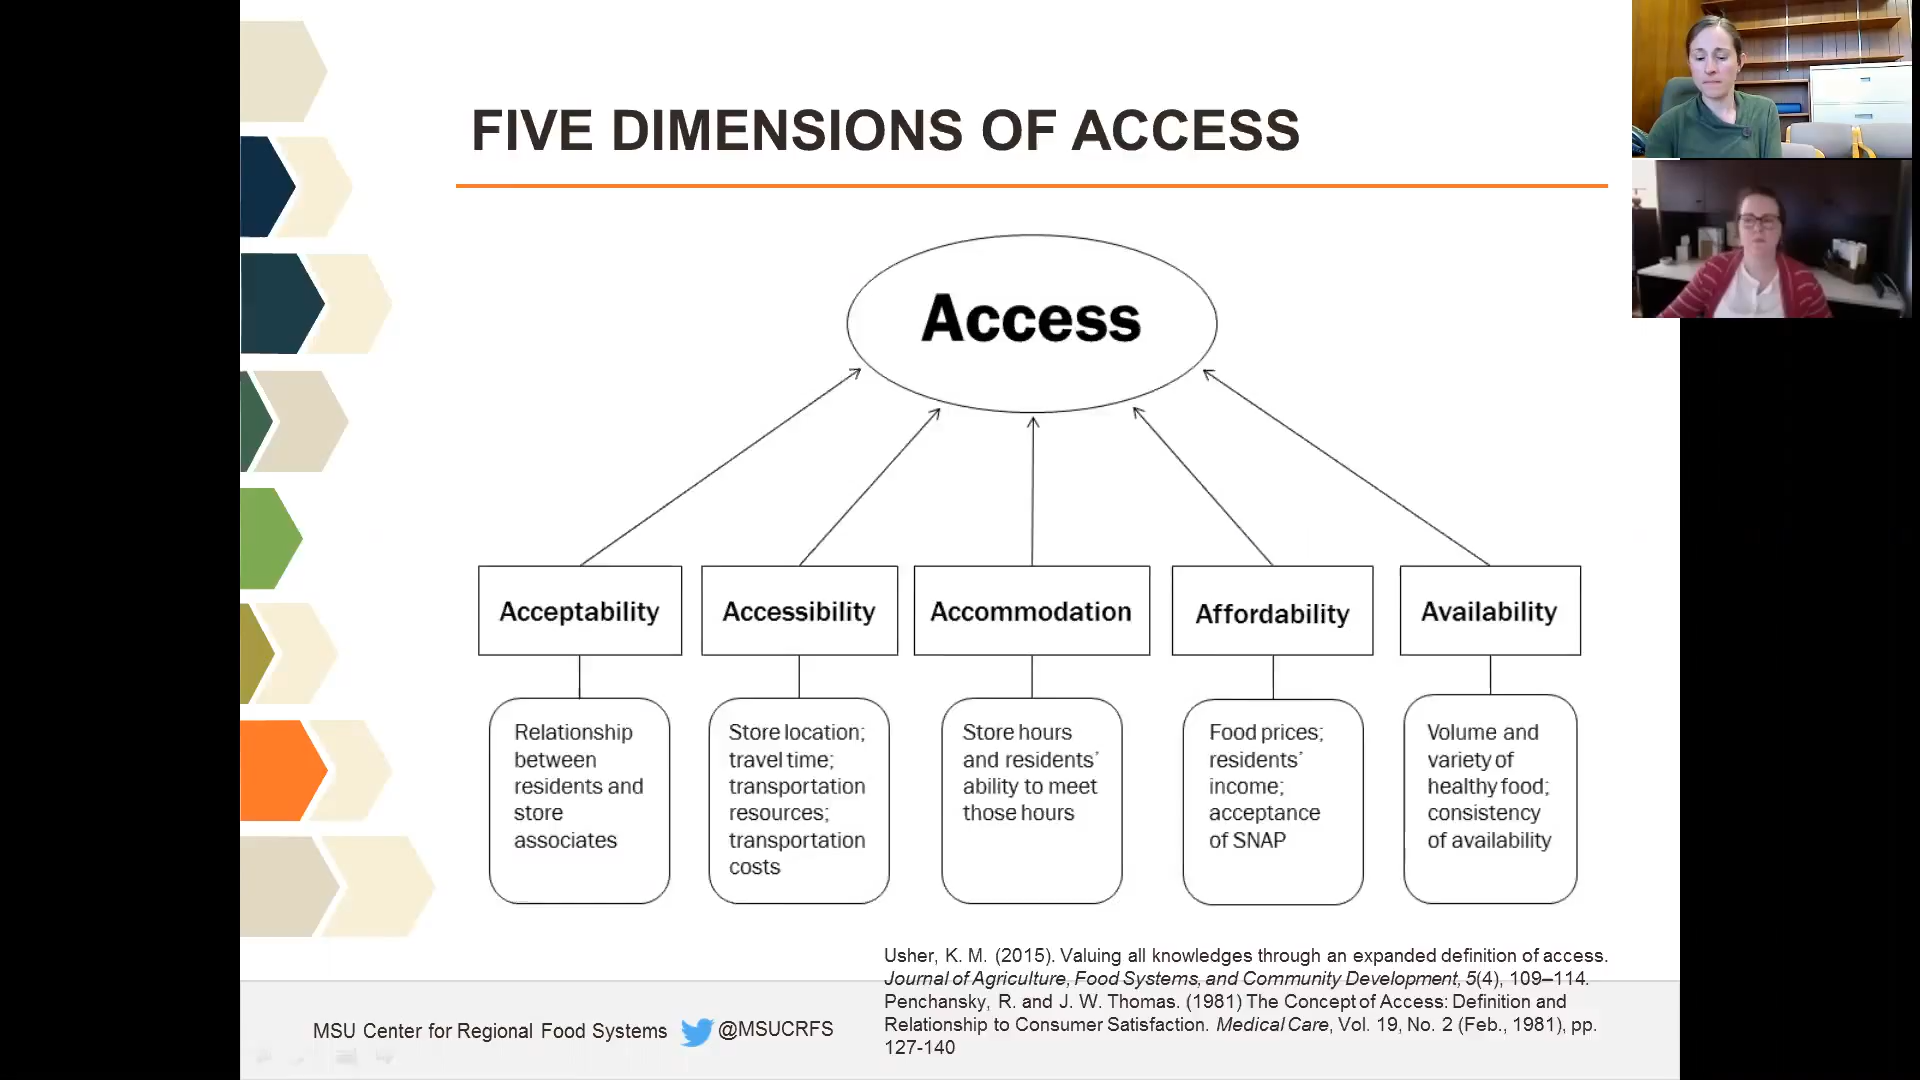 FIVE DIMENSIONS OF ACCESS
Access
Acceptability
Accessibility
Accommodation
Affordability
Availability
Relationship
between
residents and
store
associates
Store location;
travel time;
transportation
resources;
transportation
costs
Store hours
and residents'
ability to meet
those hours
Food prices;
residents'
income;
acceptance
of SNAP
Volume and
variety of
healthy food;
consistency
of availability
Usher, K. M. (2015). Valuing all knowledges through an expanded definition of access.
Journal of Agriculture, Food Systems, and Community Development, 5(4), 109–114.
Penchansky, R. and J. W. Thomas. (1981) The Concept of Access: Definition and
Relationship to Consumer Satisfaction. Medical Care, Vol. 19, No. 2 (Feb., 1981), pp.
127-140
MSU Center for Regional Food Systems @MSUCRFS